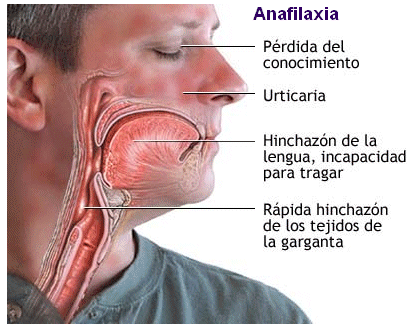 Anafilaxia
Pérdida del
conocimiento
Urticaria
Hinchazón de la
lengua, incapacidad
para tragar
Rápida hinchazón
de los tejidos de
la garganta